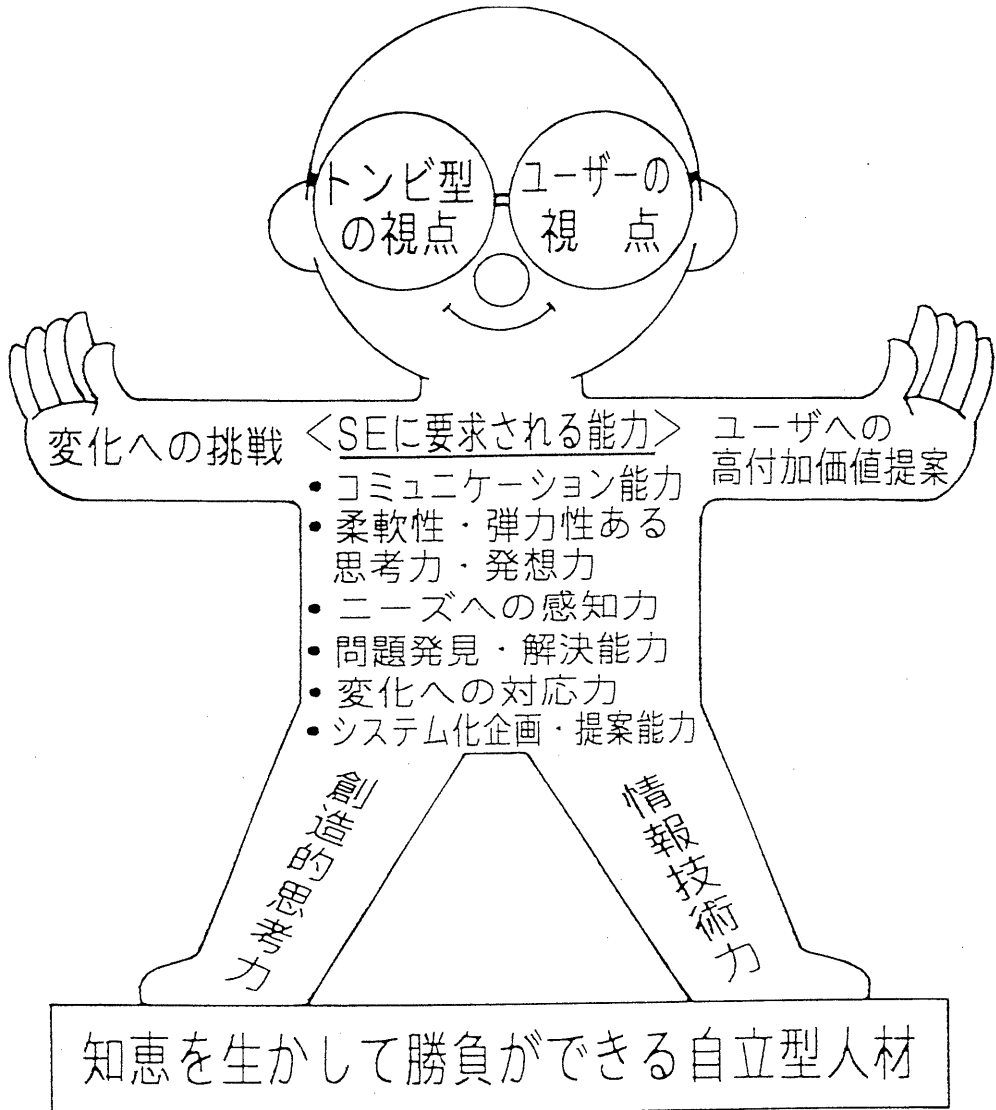 トンビ型
の視点
ユーザーの
視　点
変化への挑戦
＜SEに要求される能力＞
ユーザへの
高付加価値提案
・コミュニケーション能力
・柔軟性・弾力性ある
思考力・発想力
・ニーズへの感知力
・問題発見・解決能力
・変化への対応力
・システム化企画・提案能力
創造的思考力
情報技術力
知恵を生かして勝負ができる自立型人材